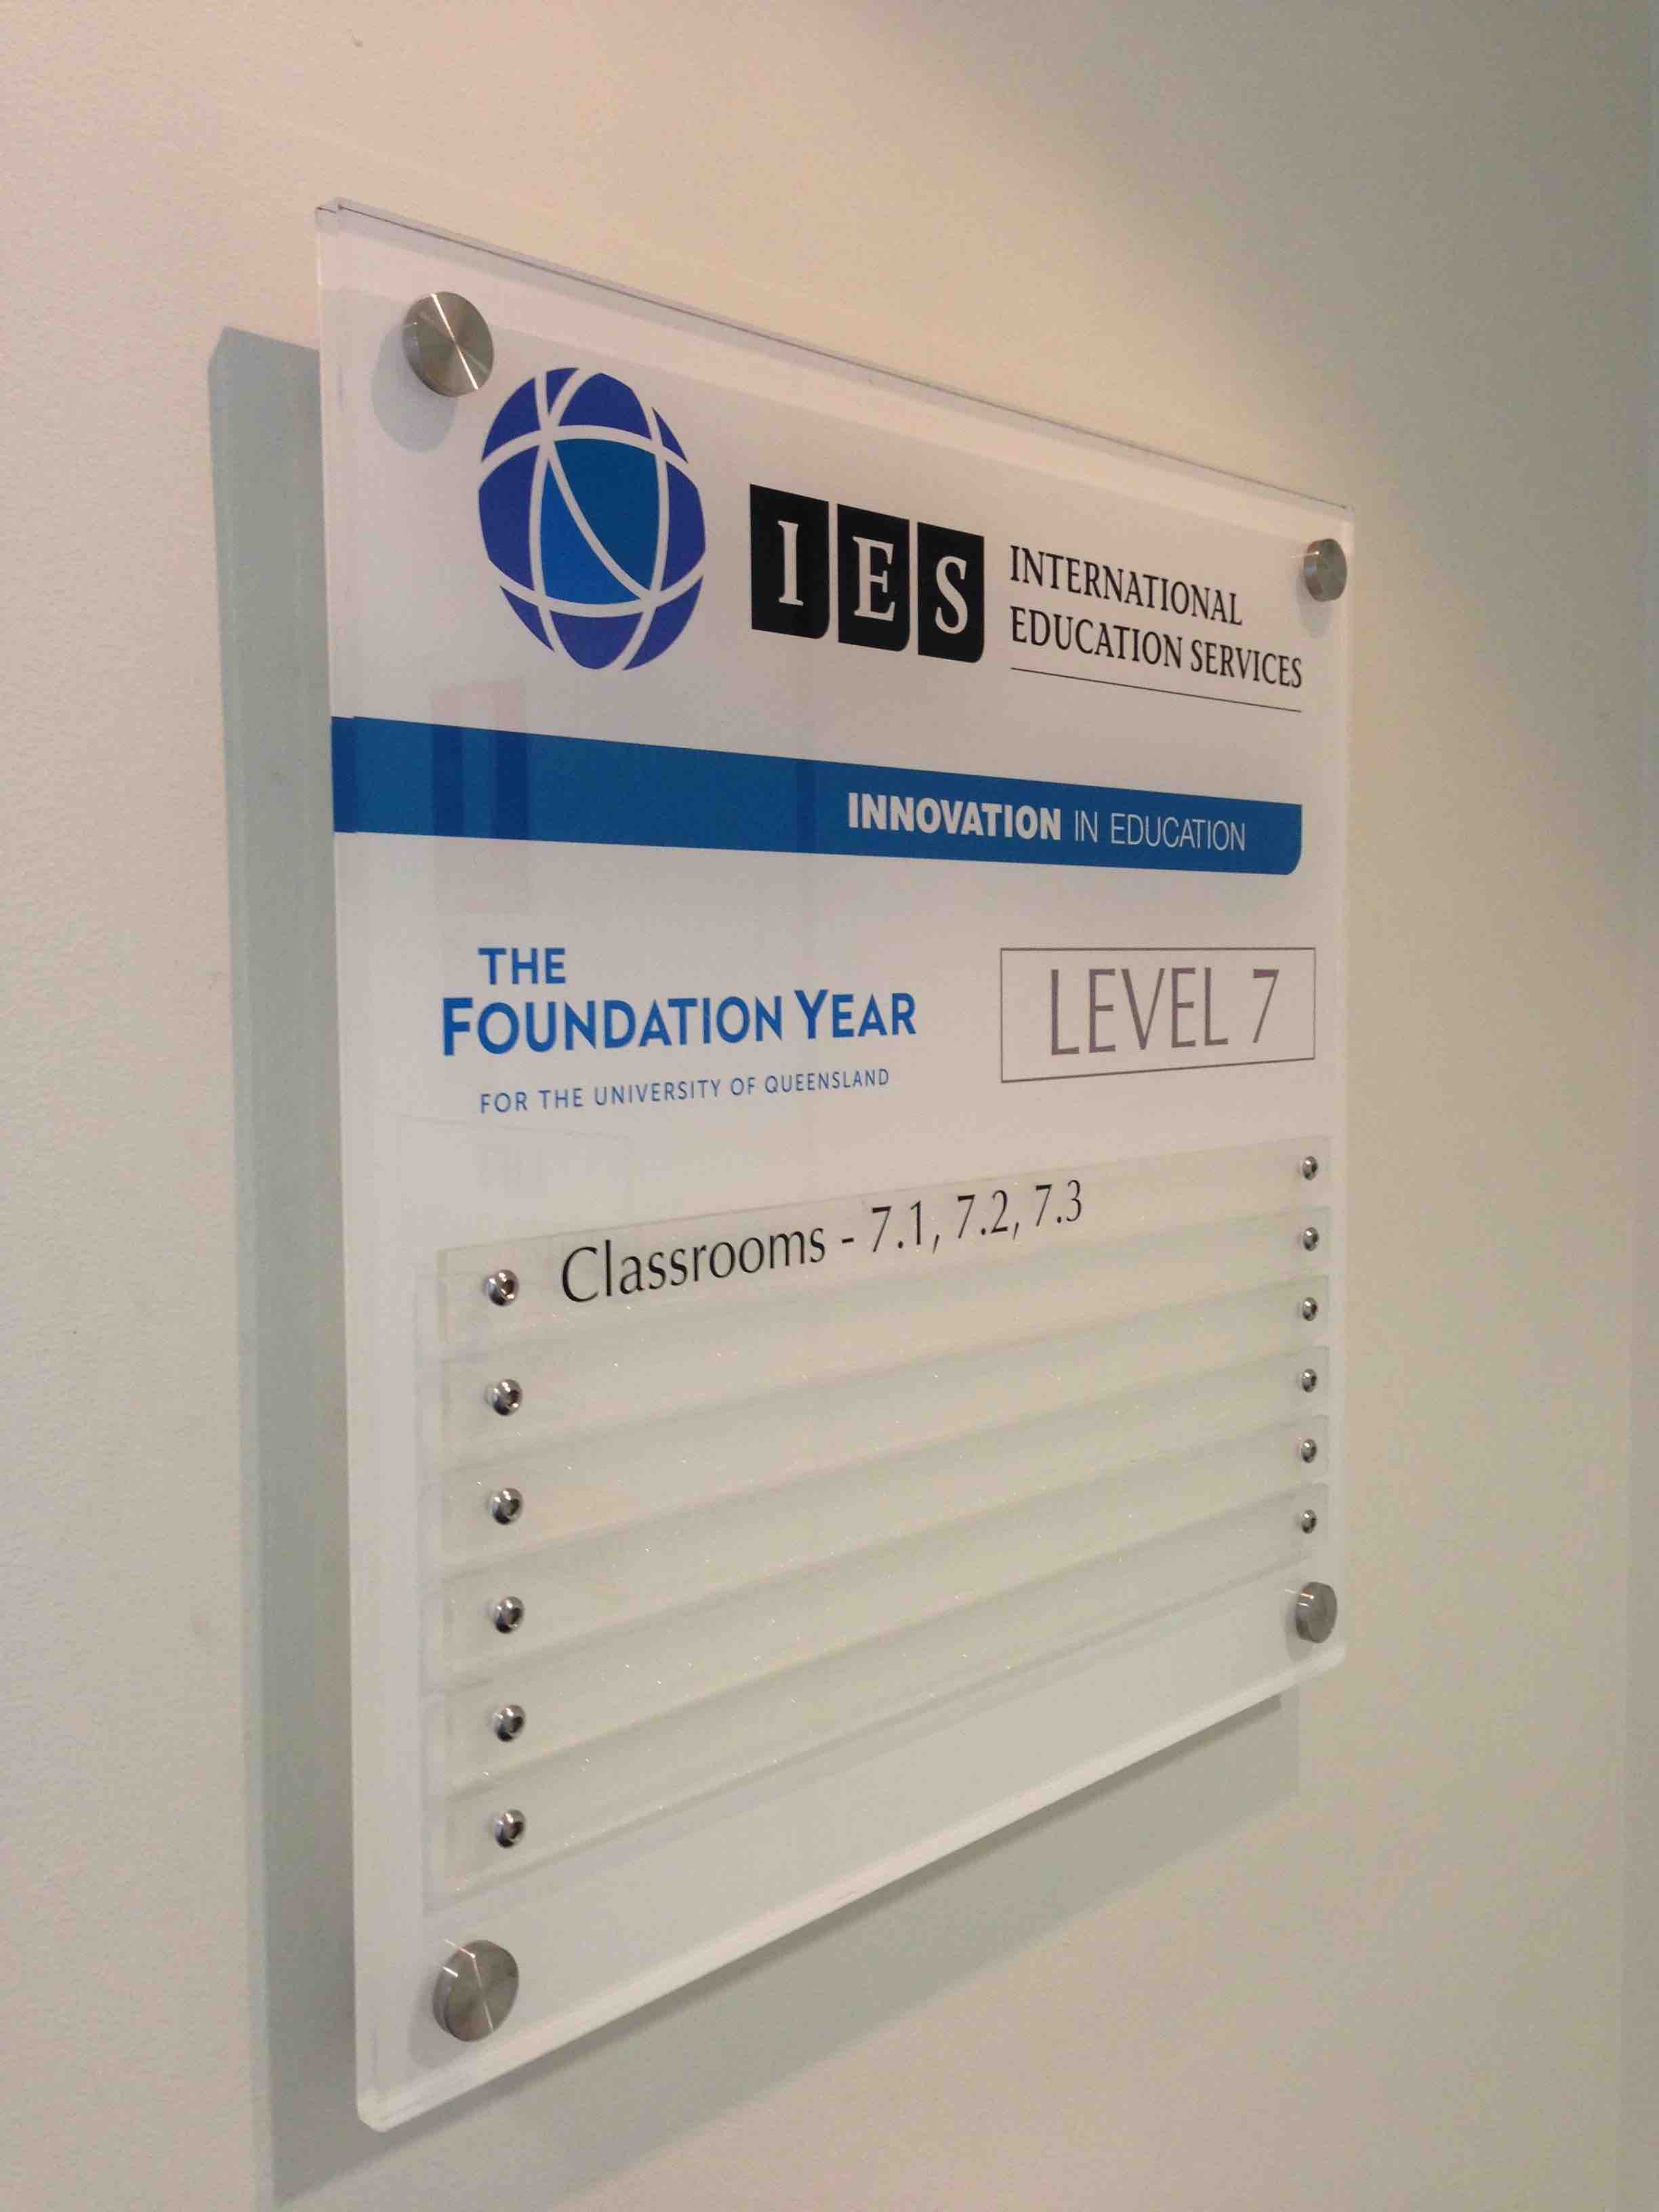 IES
INTERNATIONAL
EDUCATION SERVICES
INNOVATION IN EDUCATION
THE
FOUNDATION YEAR
FOR THE UNIVERSITY OF QUEENSLAND
LEVEL 7
Classrooms - 7.1, 7.2, 7.3